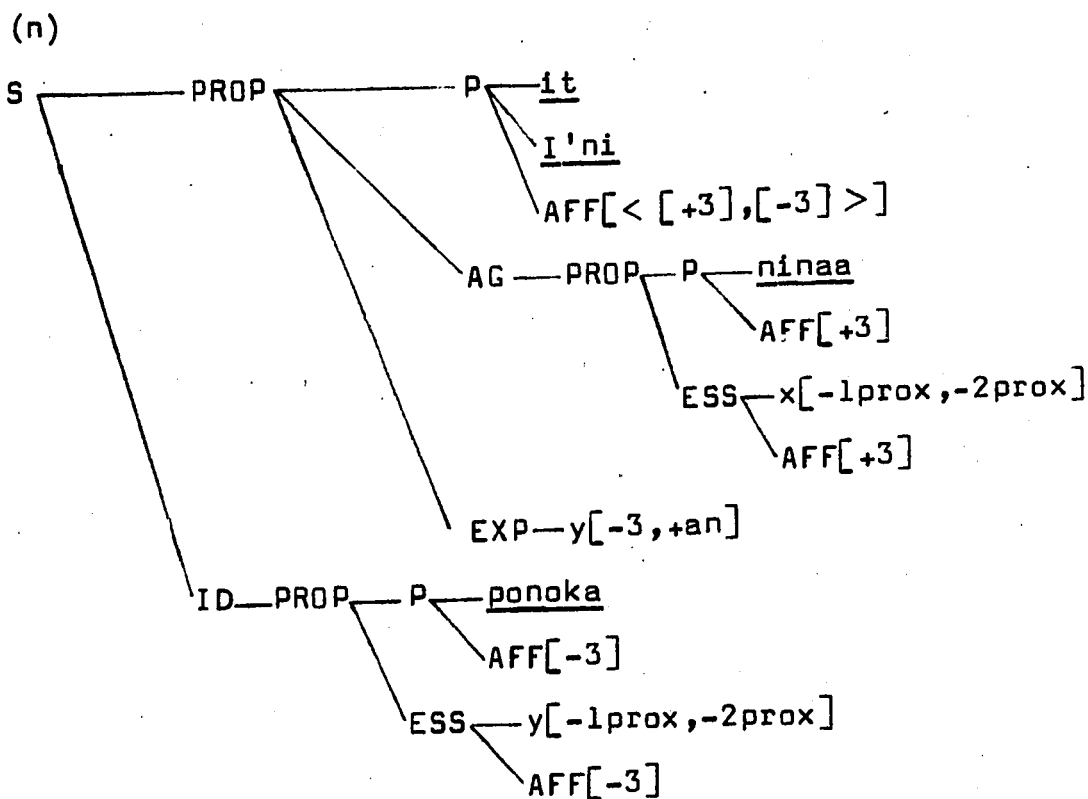 (n)
S PROP P it
I'ni
AFF[< [+3],[-3] >]
AG PROP P ninaa
AFF[+3]
ESS x[-1prox,-2prox]
AFF[+3]
EXP y[-3,+an]
ID PROP P ponoka
AFF[-3]
ESS y[-1prox,-2prox]
AFF[-3]